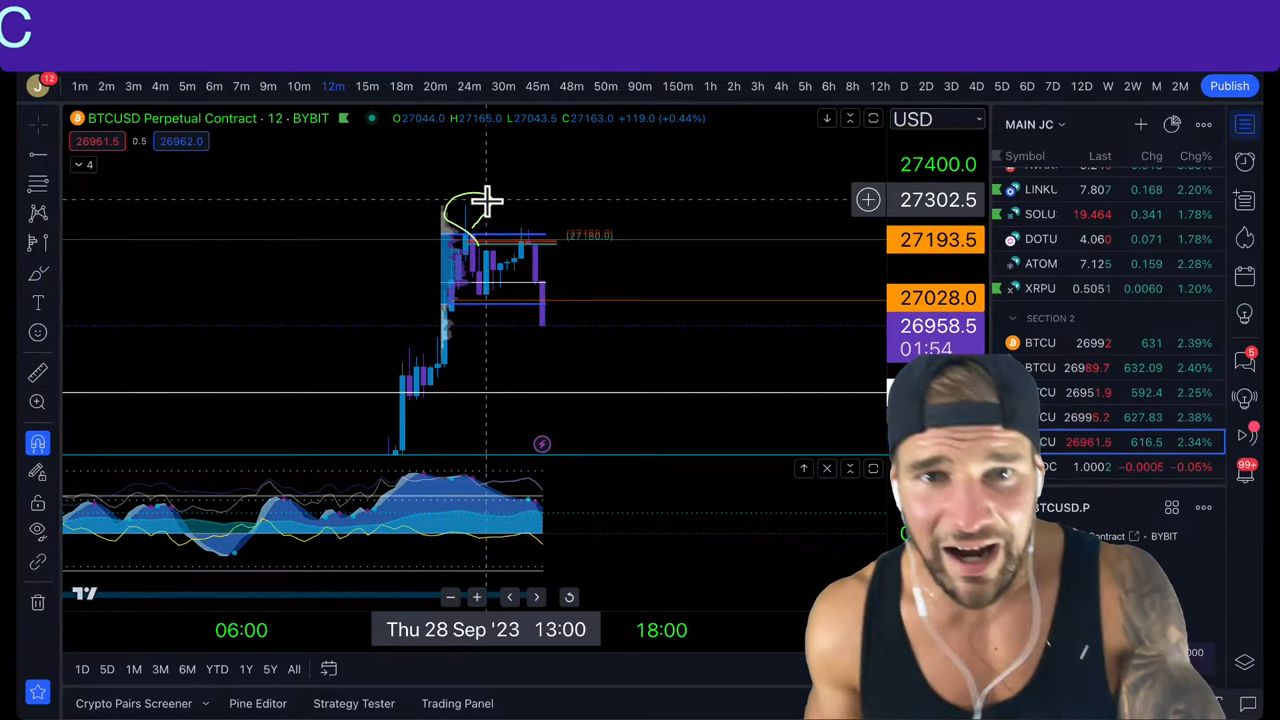 C
J 12
1m 2m 3m 4m 5m 6m 7m 9m 10m 12m 15m 18m 20m 24m 30m 45m 50m 90m 150m 1h 2h 3h 4h 5h 6h 8h 12h D 2D 3D 4D 5D 6D 7D 12D W 2W M 2M Publish
BTCUSD Perpetual Contract · 12 · BYBIT O27044.0 H27165.0 L27043.5 C27163.0 +119.0 (+0.44%)
26961.5 0.5 26962.0
4
USD
27400.0
27302.5
27193.5
(27180.0)
27028.0
26958.5
01:54
MAIN JC
Symbol Last Chg Chg%
LINKU 7.807 0.168 2.20%
SOLU 19.464 0.340 1.78%
DOTU 4.060 0.071 1.78%
ATOM 7.125 0.159 2.28%
XRPU 0.5051 0.0060 1.20%
SECTION 2
BTCU 26992 631 2.39%
BTCU 26989.7 632.09 2.40%
26951.9 592.4 2.25%
26995.2 627.83 2.38%
CU 26961.5 616.5 2.34%
DC 1.0002 -0.0005 -0.05%
5
99+
BTCUSD.P
Contract · BYBIT
06:00 Thu 28 Sep '23 13:00 18:00
1D 5D 1M 3M 6M YTD 1Y 5Y All
Crypto Pairs Screener Pine Editor Strategy Tester Trading Panel